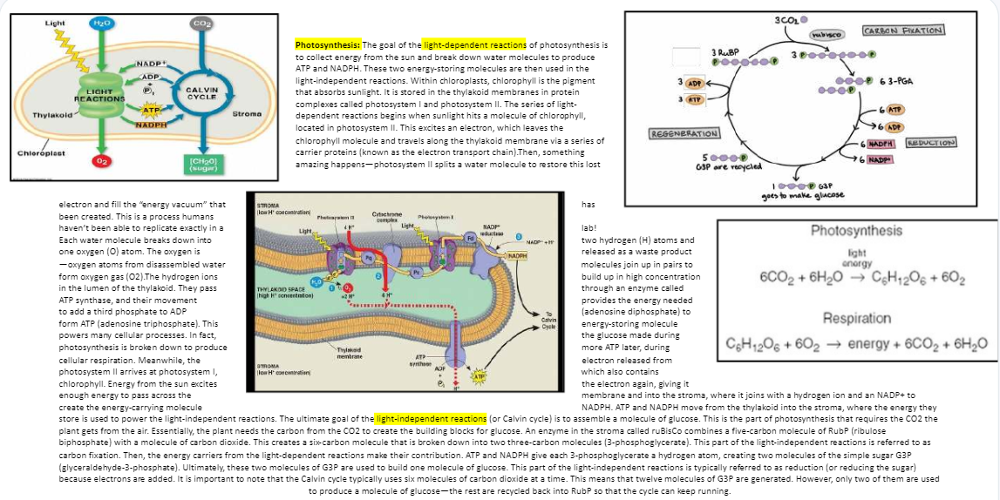 Light
H₂O
CO₂
NADP⁺
ADP
+
Pᵢ
LIGHT
REACTIONS
CALVIN
CYCLE
ATP
NADPH
Thylakoid
Stroma
Chloroplast
O₂
[CH₂O]
(sugar)
Photosynthesis: The goal of the light-dependent reactions of photosynthesis is
to collect energy from the sun and break down water molecules to produce
ATP and NADPH. These two energy-storing molecules are then used in the
light-independent reactions. Within chloroplasts, chlorophyll is the pigment
that absorbs sunlight. It is stored in the thylakoid membranes in protein
complexes called photosystem I and photosystem II. The series of light-
dependent reactions begins when sunlight hits a molecule of chlorophyll,
located in photosystem II. This excites an electron, which leaves the
chlorophyll molecule and travels along the thylakoid membrane via a series of
carrier proteins (known as the electron transport chain).Then, something
amazing happens—photosystem II splits a water molecule to restore this lost
3CO₂
rubisco
CARBON FIXATION
3 RuBP
P
P
3 P
P
6 3-PGA
P
P
3 ADP
3 ATP
6 ATP
6 ADP
REGENERATION
6 NADPH
REDUCTION
6 NADP⁺
5 P
G3P are recycled
1 P G3P
goes to make glucose
electron and fill the “energy vacuum” that has
been created. This is a process humans
haven’t been able to replicate exactly in a lab!
Each water molecule breaks down into two hydrogen (H) atoms and
one oxygen (O) atom. The oxygen is released as a waste product
—oxygen atoms from disassembled water molecules join up in pairs to
form oxygen gas (O2).The hydrogen ions build up in high concentration
in the lumen of the thylakoid. They pass through an enzyme called
ATP synthase, and their movement provides the energy needed
to add a third phosphate to ADP (adenosine diphosphate) to
form ATP (adenosine triphosphate). This energy-storing molecule
powers many cellular processes. In fact, the glucose made during
photosynthesis is broken down to produce more ATP later, during
cellular respiration. Meanwhile, the electron released from
photosystem II arrives at photosystem I, which also contains
chlorophyll. Energy from the sun excites the electron again, giving it
enough energy to pass across the membrane and into the stroma, where it joins with a hydrogen ion and an NADP+ to
create the energy-carrying molecule NADPH. ATP and NADPH move from the thylakoid into the stroma, where the energy they
store is used to power the light-independent reactions. The ultimate goal of the light-independent reactions (or Calvin cycle) is to assemble a molecule of glucose. This is the part of photosynthesis that requires the CO2 the
plant gets from the air. Essentially, the plant needs the carbon from the CO2 to create the building blocks for glucose. An enzyme in the stroma called ruBisCo combines a five-carbon molecule of RubP (ribulose
biphosphate) with a molecule of carbon dioxide. This creates a six-carbon molecule that is broken down into two three-carbon molecules (3-phosphoglycerate). This part of the light-independent reactions is referred to as
carbon fixation. Then, the energy carriers from the light-dependent reactions make their contribution. ATP and NADPH give each 3-phosphoglycerate a hydrogen atom, creating two molecules of the simple sugar G3P
(glyceraldehyde-3-phosphate). Ultimately, these two molecules of G3P are used to build one molecule of glucose. This part of the light-independent reactions is typically referred to as reduction (or reducing the sugar)
because electrons are added. It is important to note that the Calvin cycle typically uses six molecules of carbon dioxide at a time. This means that twelve molecules of G3P are generated. However, only two of them are used
to produce a molecule of glucose—the rest are recycled back into RubP so that the cycle can keep running.
STROMA
(low H⁺ concentration)
Photosystem II
Cytochrome
complex
Photosystem I
Light
4 H⁺
Light
NADP⁺
reductase
3
NADP⁺ + H⁺
Fd
NADPH
Pq
2
Pc
H₂O
1
O₂
+2 H⁺
4 H⁺
THYLAKOID SPACE
(high H⁺ concentration)
To
Calvin
Cycle
Thylakoid
membrane
ATP
synthase
STROMA
(low H⁺ concentration)
ADP
+
Pᵢ
ATP
H⁺
Photosynthesis
light
energy
6CO₂ + 6H₂O → C₆H₁₂O₆ + 6O₂
Respiration
C₆H₁₂O₆ + 6O₂ → energy + 6CO₂ + 6H₂O